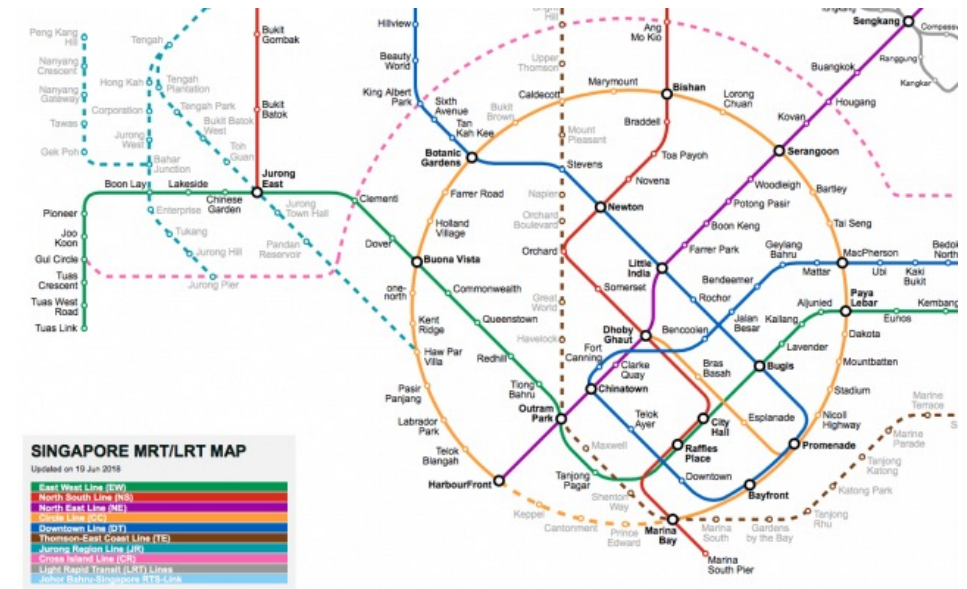 Hillview
Hill
Ang
Mo Kio
Sengkang
Compassv
Peng Kang
Hill
Tengah
Bukit
Gombak
Beauty
World
Upper
Thomson
Buangkok
Ranggung
Kangkar
Nanyang
Crescent
Hong Kah
Tengah
Plantation
Nanyang
Gateway
King Albert
Park
Sixth
Avenue
Caldecott
Marymount
Bishan
Lorong
Chuan
Hougang
Corporation
Tengah Park
Bukit
Batok
Bukit
Brown
Kovan
Tawas
Bukit Batok
West
Tan
Kah Kee
Mount
Pleasant
Braddell
Jurong
West
Toh
Guan
Gek Poh
Bahar
Junction
Botanic
Gardens
Stevens
Toa Payoh
Serangoon
Boon Lay
Lakeside
Chinese
Garden
Jurong
East
Clementi
Farrer Road
Napier
Novena
Woodleigh
Bartley
Pioneer
Enterprise
Jurong
Town Hall
Newton
Potong Pasir
Orchard
Boulevard
Holland
Village
Boon Keng
Tai Seng
Joo
Koon
Tukang
Pandan
Reservoir
Dover
Orchard
Farrer Park
Geylang
Bahru
MacPherson
Bedok
North
Gul Circle
Jurong Hill
Buona Vista
Little
India
Mattar
Ubi
Kaki
Bukit
Tuas
Crescent
Jurong Pier
one-
north
Commonwealth
Somerset
Bendemeer
Paya
Lebar
Tuas West
Road
Great
World
Rochor
Aljunied
Kembang
Tuas Link
Kent
Ridge
Queenstown
Havelock
Dhoby
Ghaut
Bencoolen
Jalan
Besar
Kallang
Eunos
Dakota
Haw Par
Villa
Redhill
Fort
Canning
Clarke
Quay
Bras
Basah
Lavender
Bugis
Mountbatten
Pasir
Panjang
Tiong
Bahru
Chinatown
Stadium
Labrador
Park
Outram
Park
Telok
Ayer
City
Hall
Esplanade
Nicoll
Highway
Marine
Terrace
Telok
Blangah
Maxwell
Raffles
Place
Promenade
Marine
Parade
HarbourFront
Tanjong
Pagar
Downtown
Bayfront
Tanjong
Katong
Shenton
Way
Katong Park
Keppel
Cantonment
Prince
Edward
Marina
Bay
Marina
South
Gardens
by the Bay
Tanjong
Rhu
Marina
South Pier
SINGAPORE MRT/LRT MAP
Updated on 19 Jun 2018
East West Line (EW)
North South Line (NS)
North East Line (NE)
Circle Line (CC)
Downtown Line (DT)
Thomson-East Coast Line (TE)
Jurong Region Line (JR)
Cross Island Line (CR)
Light Rapid Transit (LRT) Lines
Johor Bahru-Singapore RTS-Link